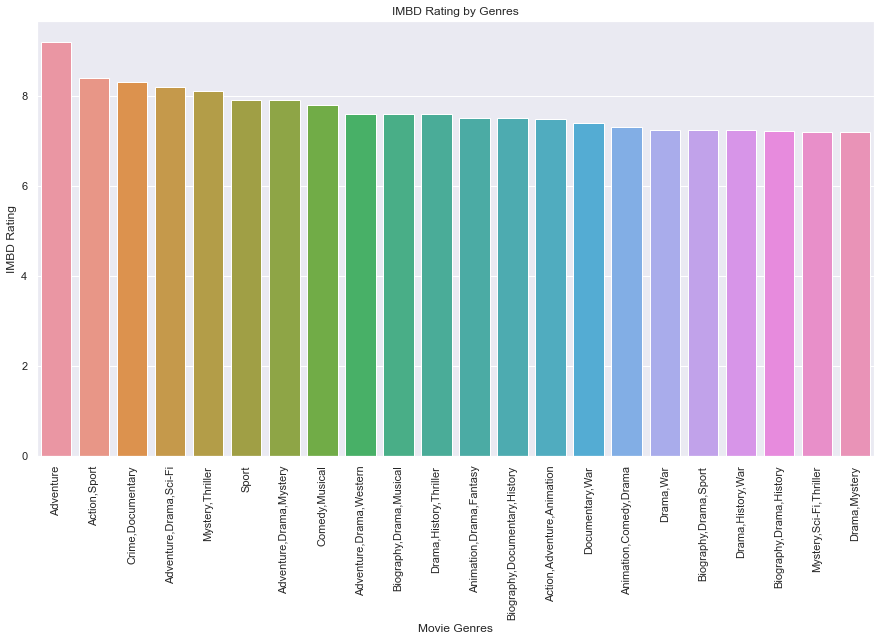 IMBD Rating by Genres
IMBD Rating
8
6
4
2
0
Adventure
Action,Sport
Crime,Documentary
Adventure,Drama,Sci-Fi
Mystery,Thriller
Sport
Adventure,Drama,Mystery
Comedy,Musical
Adventure,Drama,Western
Biography,Drama,Musical
Drama,History,Thriller
Animation,Drama,Fantasy
Biography,Documentary,History
Action,Adventure,Animation
Documentary,War
Animation,Comedy,Drama
Drama,War
Biography,Drama,Sport
Drama,History,War
Biography,Drama,History
Mystery,Sci-Fi,Thriller
Drama,Mystery
Movie Genres